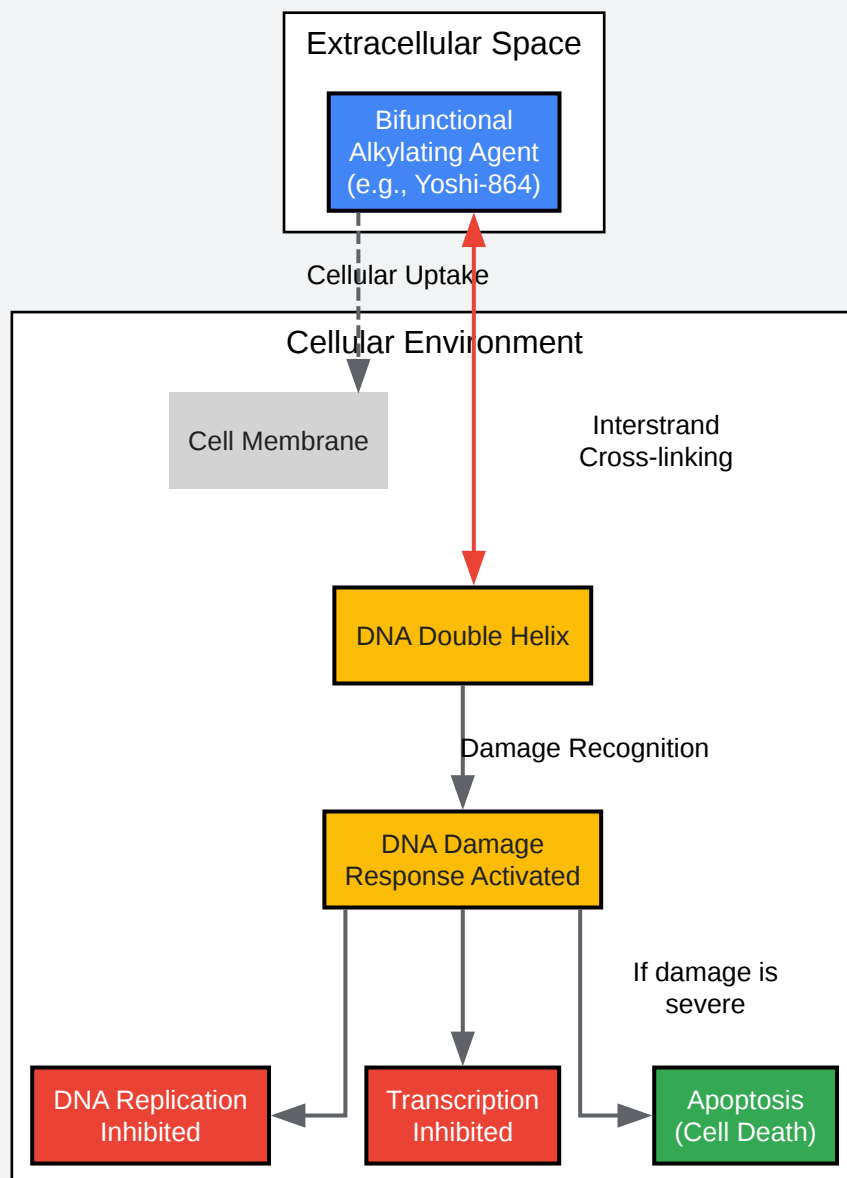 Extracellular Space
Bifunctional
Alkylating Agent
(e.g., Yoshi-864)
Cellular Uptake
Cellular Environment
Cell Membrane
Interstrand
Cross-linking
DNA Double Helix
Damage Recognition
DNA Damage
Response Activated
If damage is
severe
DNA Replication
Inhibited
Transcription
Inhibited
Apoptosis
(Cell Death)